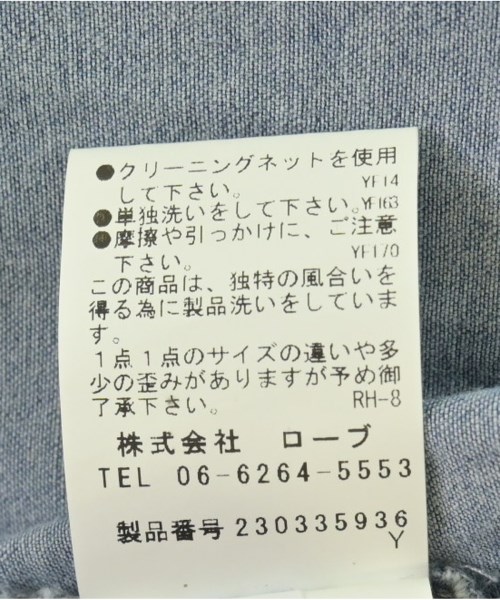 ●クリーニングネットを使用
して下さい。 YF14
●単独洗いをして下さい。YF163
●摩擦や引っかけに、ご注意
下さい。 YF170
この商品は、独特の風合いを
得る為に製品洗いをしていま
す。
1点1点のサイズの違いや多
少の歪みがありますが予め御
了承下さい。 RH-8
株式会社 ローブ
TEL 06-6264-5553
製品番号 230335936
Y